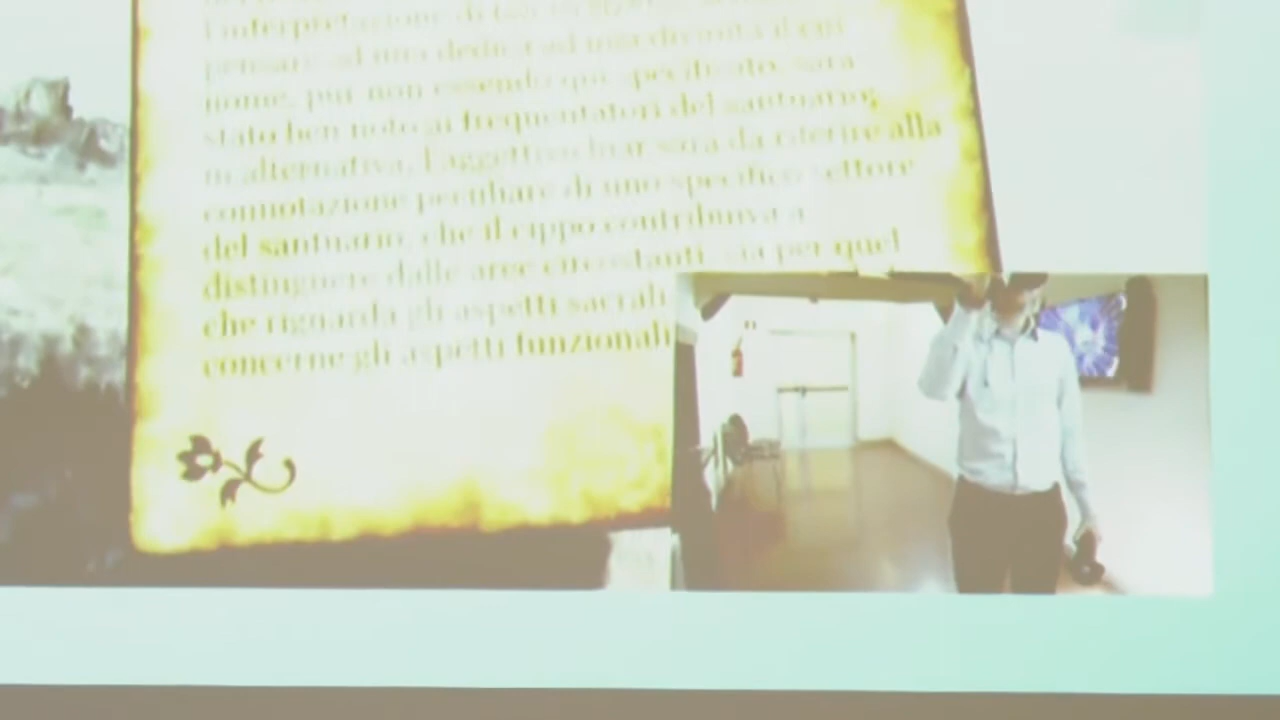 l'interpretazione di
pensare ad una dedica ad una divinità il cui
nome, pur non essendo qui specificato, sarà
stato ben noto ai frequentatori del santuario;
in alternativa, l'aggettivo sarà da riferire alla
connotazione peculiare di uno specifico settore
del santuario, che il cippo contribuiva a
distinguere dalle aree circostanti, sia per quel
che riguarda gli aspetti sacrali
concerne gli aspetti funzionali